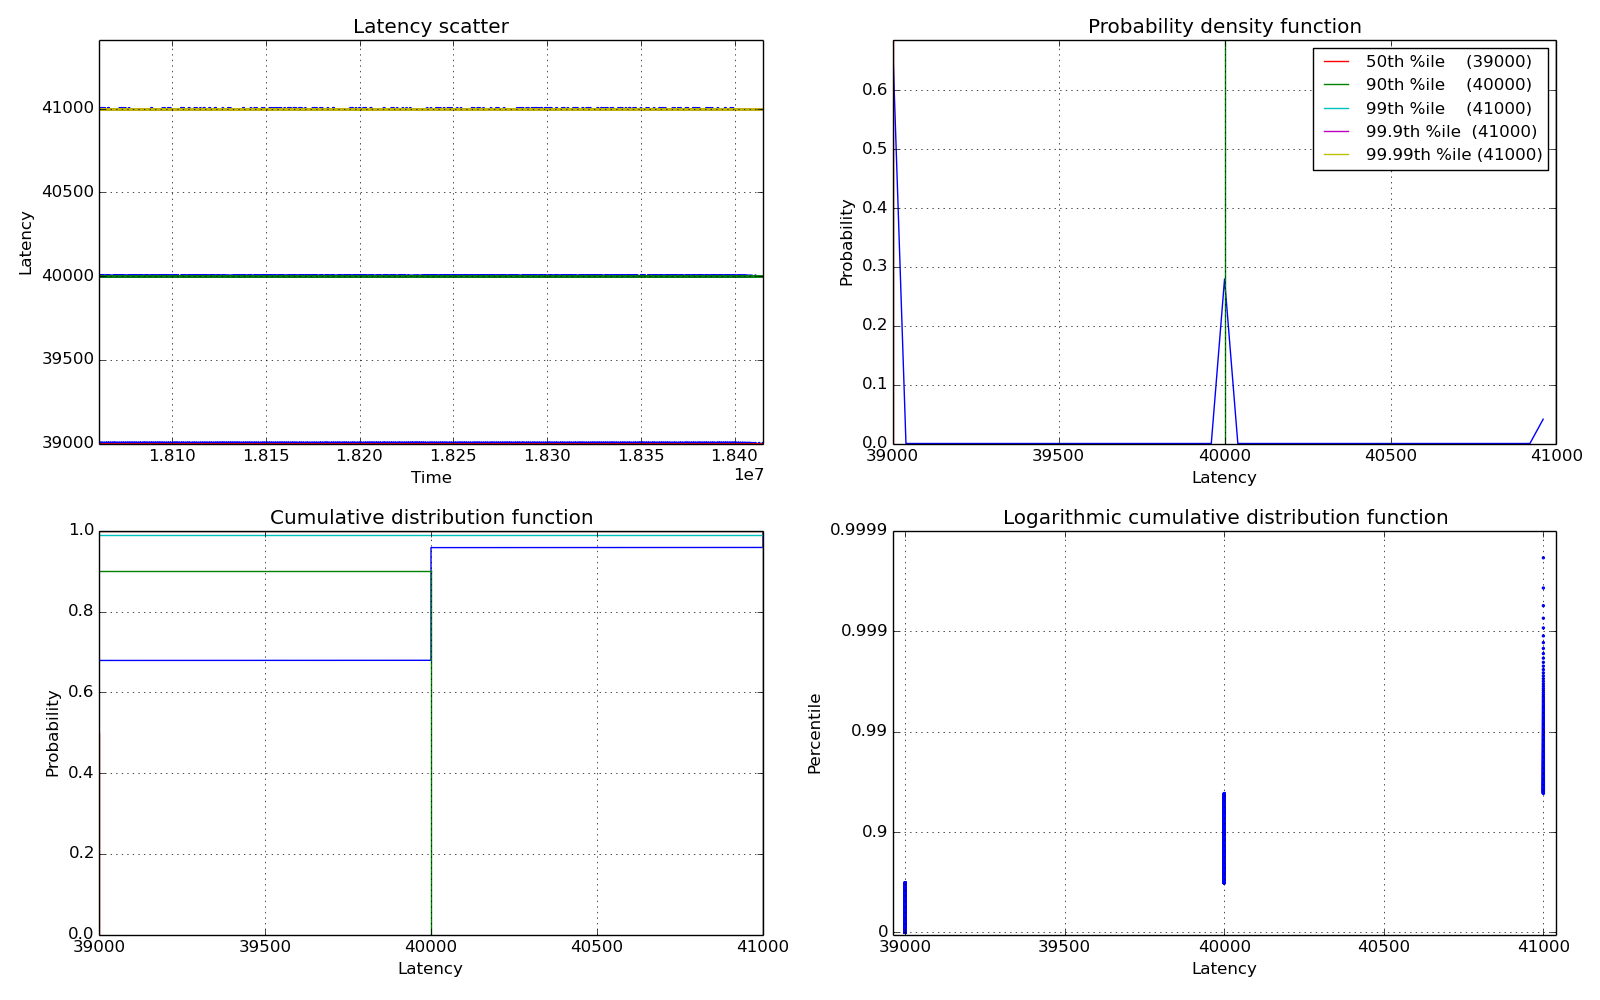 Latency scatter
41000
40500
40000
39500
39000
Latency
1.810 1.815 1.820 1.825 1.830 1.835 1.840
1e7
Time
Probability density function
50th %ile (39000)
90th %ile (40000)
99th %ile (41000)
99.9th %ile (41000)
99.99th %ile (41000)
0.6
0.5
0.4
0.3
0.2
0.1
0.0
Probability
39000 39500 40000 40500 41000
Latency
Cumulative distribution function
1.0
0.8
0.6
0.4
0.2
0.0
Probability
39000 39500 40000 40500 41000
Latency
Logarithmic cumulative distribution function
0.9999
0.999
0.99
0.9
0
Percentile
39000 39500 40000 40500 41000
Latency